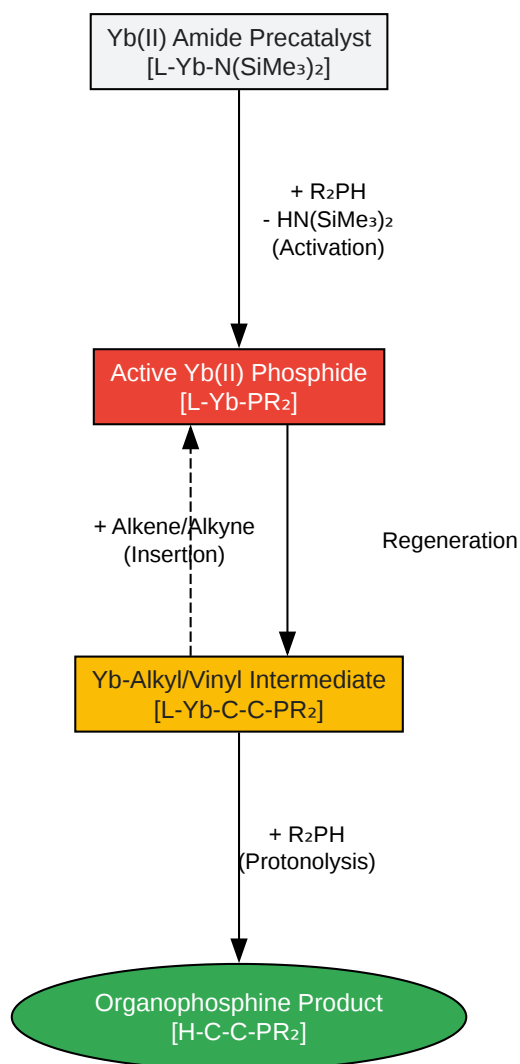 Yb(II) Amide Precatalyst
[L-Yb-N(SiMe₃)₂]
+ R₂PH
- HN(SiMe₃)₂
(Activation)
Active Yb(II) Phosphide
[L-Yb-PR₂]
+ Alkene/Alkyne
(Insertion)
Regeneration
Yb-Alkyl/Vinyl Intermediate
[L-Yb-C-C-PR₂]
+ R₂PH
(Protonolysis)
Organophosphine Product
[H-C-C-PR₂]